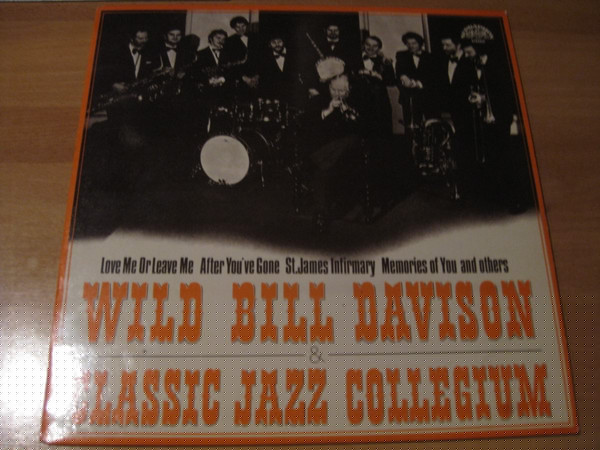 Love Me Or Leave Me After You've Gone St. James Infirmary Memories of You and others
WILD BILL DAVISON
&
CLASSIC JAZZ COLLEGIUM